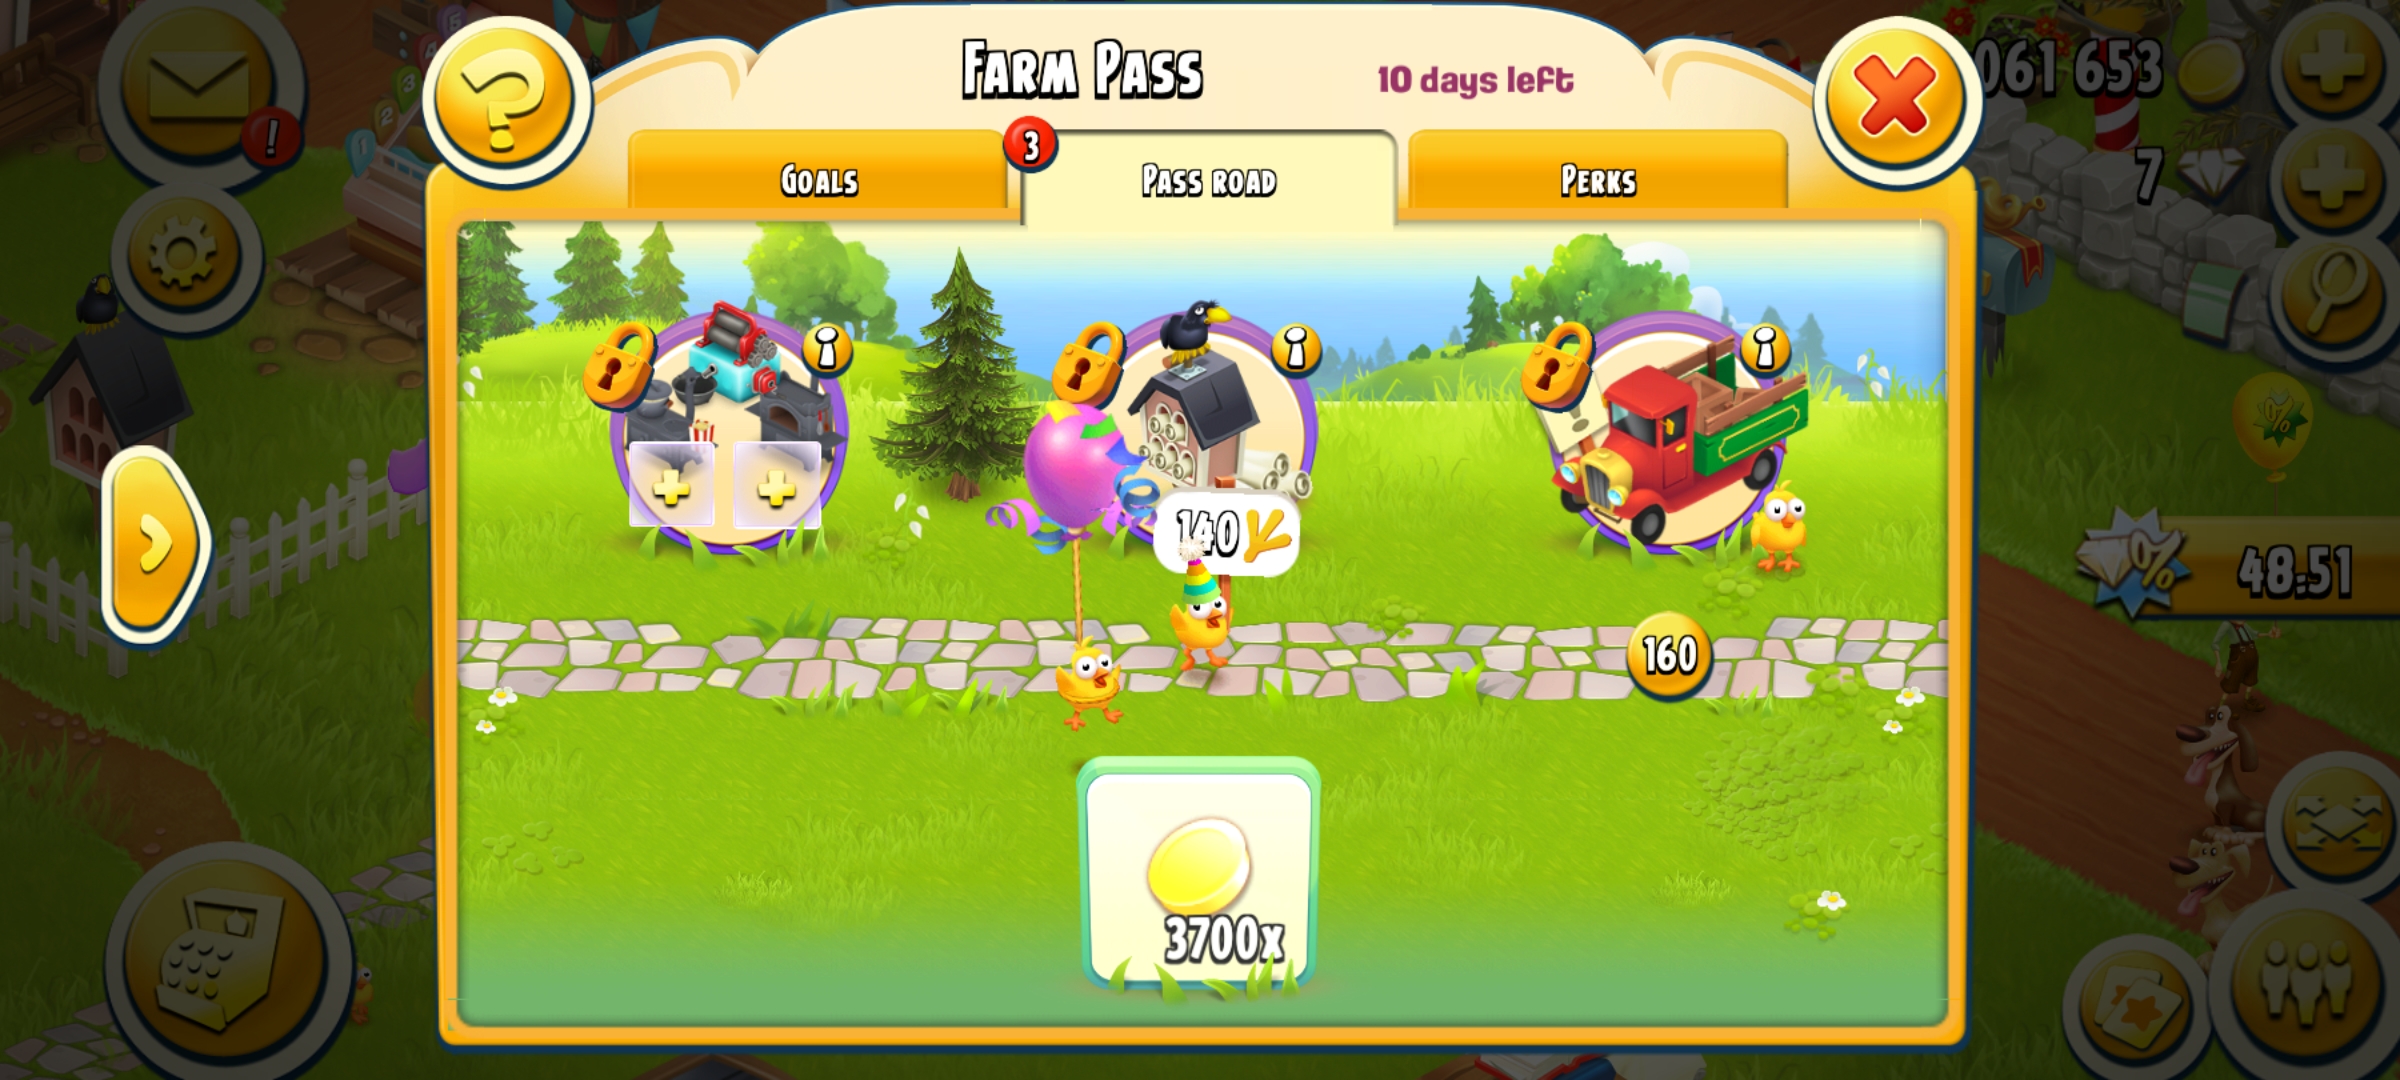 FARM PASS
10 days left
061 653
7
3
GOALS
PASS ROAD
PERKS
140
160
48:51
3700x